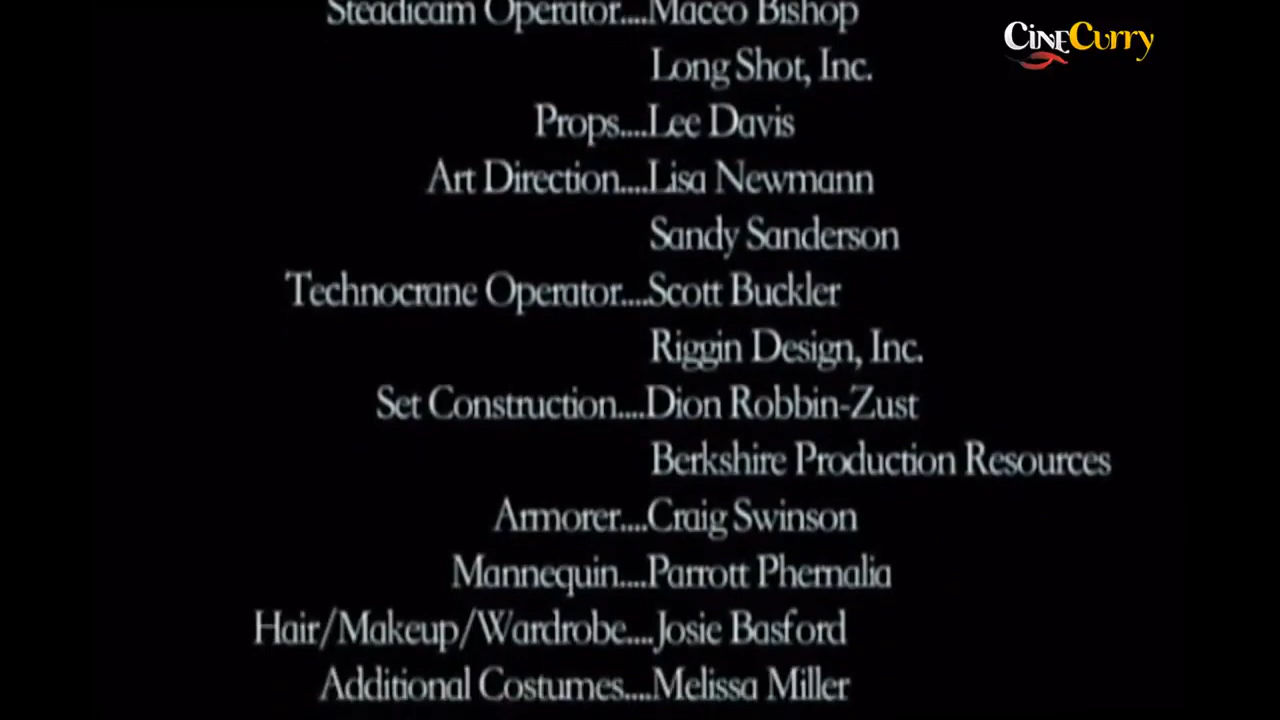 Steadicam Operator....Maceo Bishop
CineCurry
Long Shot, Inc.
Props....Lee Davis
Art Direction....Lisa Newmann
Sandy Sanderson
Technocrane Operator....Scott Buckler
Riggin Design, Inc.
Set Construction....Dion Robbin-Zust
Berkshire Production Resources
Armorer....Craig Swinson
Mannequin....Parrott Phernalia
Hair/Makeup/Wardrobe....Josie Basford
Additional Costumes....Melissa Miller